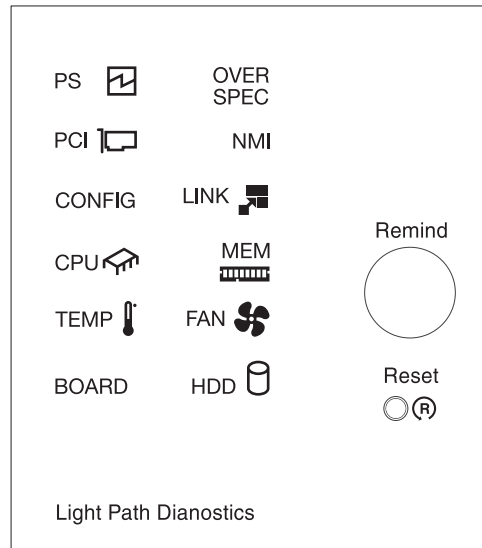 PS OVER SPEC
PCI NMI
CONFIG LINK
CPU MEM
TEMP FAN
BOARD HDD
Remind
Reset
R
Light Path Dianostics